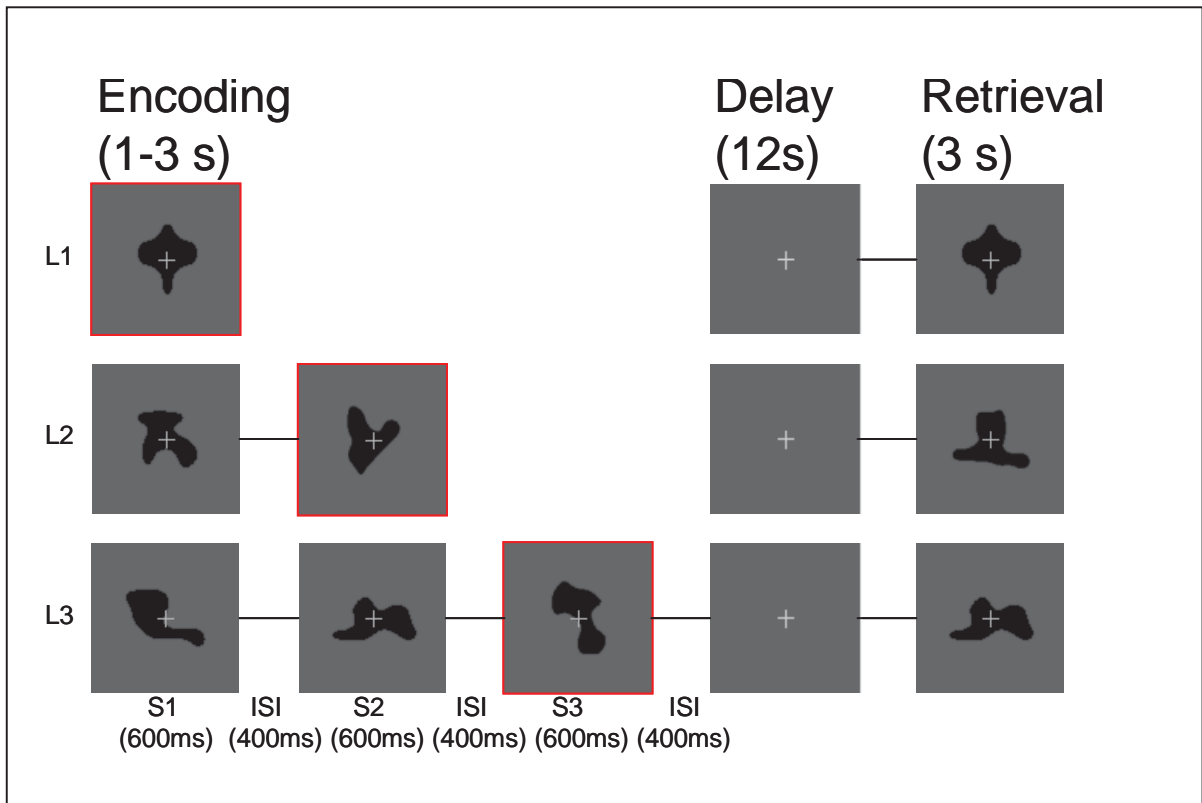 Encoding
(1-3 s)
Delay
(12s)
Retrieval
(3 s)
L1
L2
L3
S1 ISI S2 ISI S3 ISI
(600ms) (400ms) (600ms) (400ms) (600ms) (400ms)